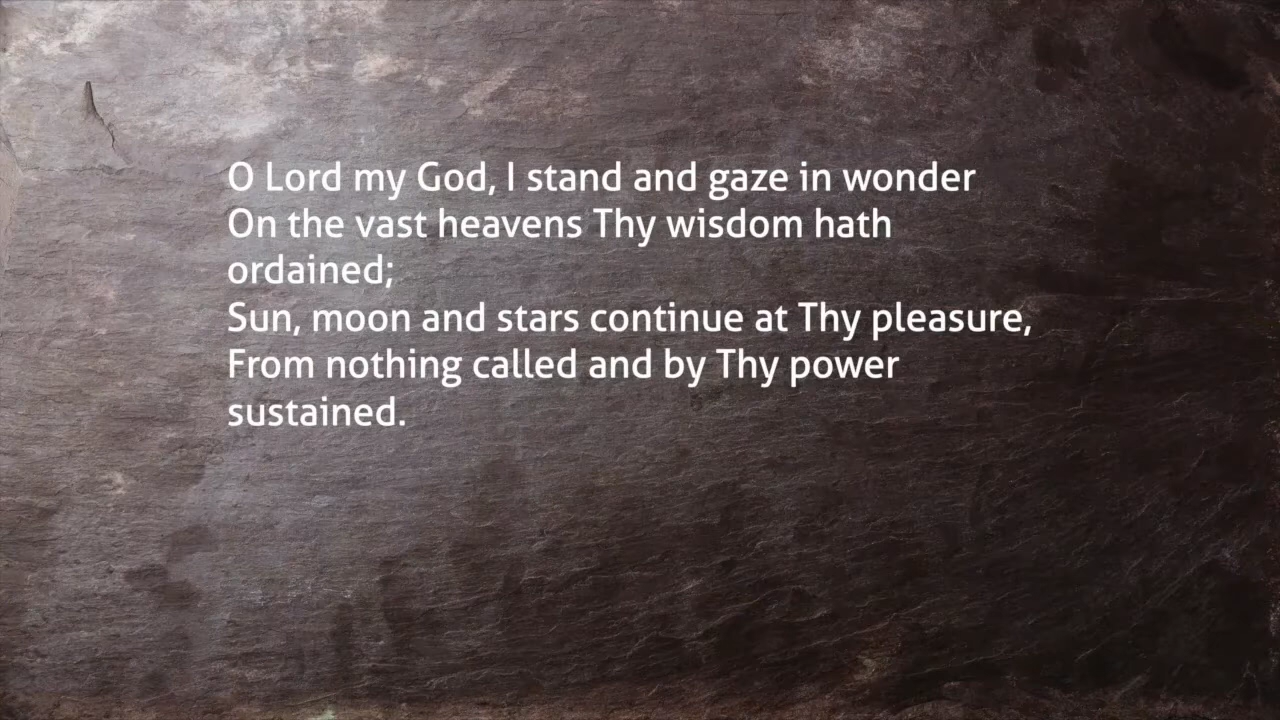 O Lord my God, I stand and gaze in wonder
On the vast heavens Thy wisdom hath
ordained;
Sun, moon and stars continue at Thy pleasure,
From nothing called and by Thy power
sustained.